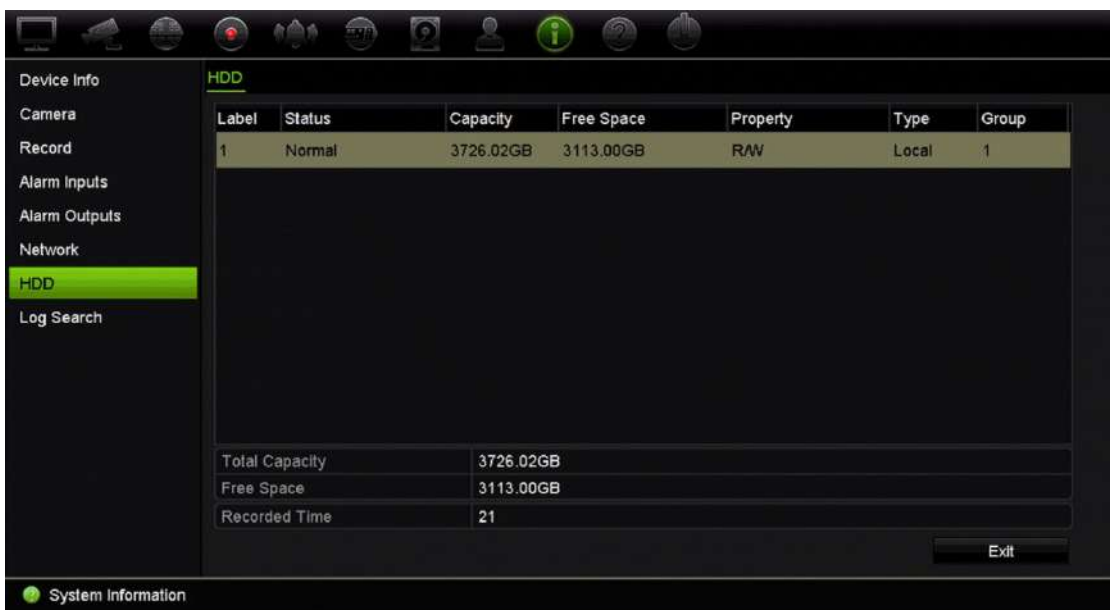 Device Info
Camera
Record
Alarm Inputs
Alarm Outputs
Network
HDD
Log Search
HDD
Label Status Capacity Free Space Property Type Group
1 Normal 3726.02GB 3113.00GB R/W Local 1
Total Capacity 3726.02GB
Free Space 3113.00GB
Recorded Time 21
Exit
System Information